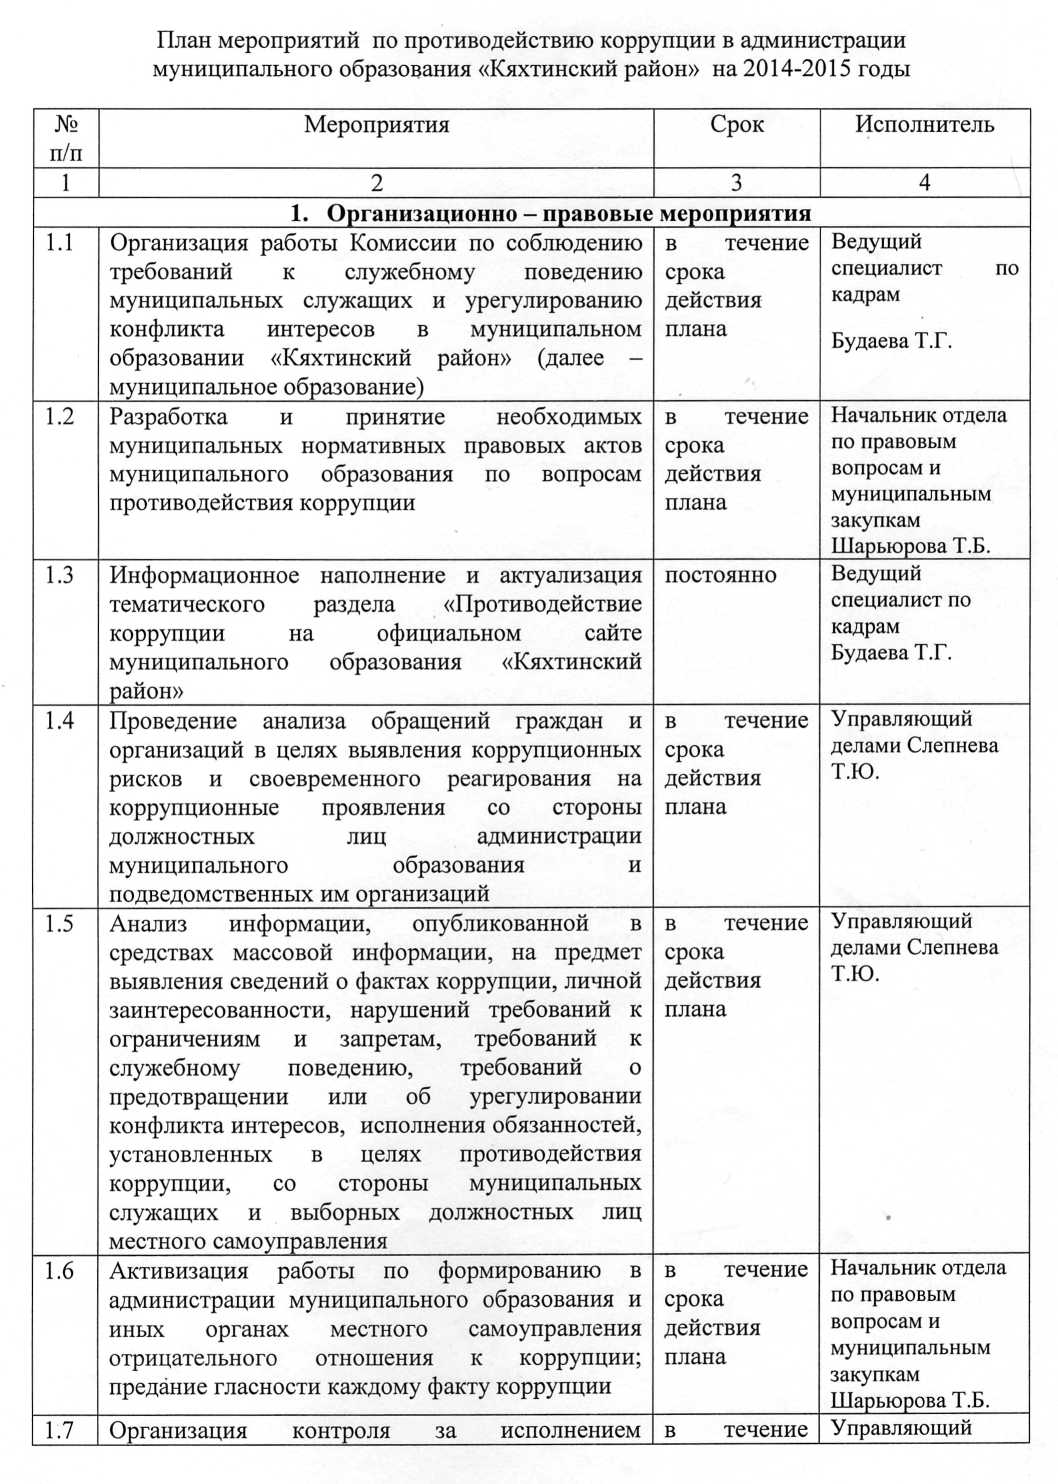 План мероприятий по противодействию коррупции в администрации
муниципального образования «Кяхтинский район» на 2014-2015 годы
№ п/п
Мероприятия
Срок
Исполнитель
1
2
3
4
1. Организационно – правовые мероприятия
1.1
Организация работы Комиссии по соблюдению
требований к служебному поведению
муниципальных служащих и урегулированию
конфликта интересов в муниципальном
образовании «Кяхтинский район» (далее –
муниципальное образование)
в течение
срока
действия
плана
Ведущий
специалист по
кадрам
Будаева Т.Г.
1.2
Разработка и принятие необходимых
муниципальных нормативных правовых актов
муниципального образования по вопросам
противодействия коррупции
в течение
срока
действия
плана
Начальник отдела
по правовым
вопросам и
муниципальным
закупкам
Шарьюрова Т.Б.
1.3
Информационное наполнение и актуализация
тематического раздела «Противодействие
коррупции на официальном сайте
муниципального образования «Кяхтинский
район»
постоянно
Ведущий
специалист по
кадрам
Будаева Т.Г.
1.4
Проведение анализа обращений граждан и
организаций в целях выявления коррупционных
рисков и своевременного реагирования на
коррупционные проявления со стороны
должностных лиц администрации
муниципального образования и
подведомственных им организаций
в течение
срока
действия
плана
Управляющий
делами Слепнева
Т.Ю.
1.5
Анализ информации, опубликованной в
средствах массовой информации, на предмет
выявления сведений о фактах коррупции, личной
заинтересованности, нарушений требований к
ограничениям и запретам, требований к
служебному поведению, требований о
предотвращении или об урегулировании
конфликта интересов, исполнения обязанностей,
установленных в целях противодействия
коррупции, со стороны муниципальных
служащих и выборных должностных лиц
местного самоуправления
в течение
срока
действия
плана
Управляющий
делами Слепнева
Т.Ю.
1.6
Активизация работы по формированию в
администрации муниципального образования и
иных органах местного самоуправления
отрицательного отношения к коррупции;
предание гласности каждому факту коррупции
в течение
срока
действия
плана
Начальник отдела
по правовым
вопросам и
муниципальным
закупкам
Шарьюрова Т.Б.
1.7
Организация контроля за исполнением
в течение
Управляющий